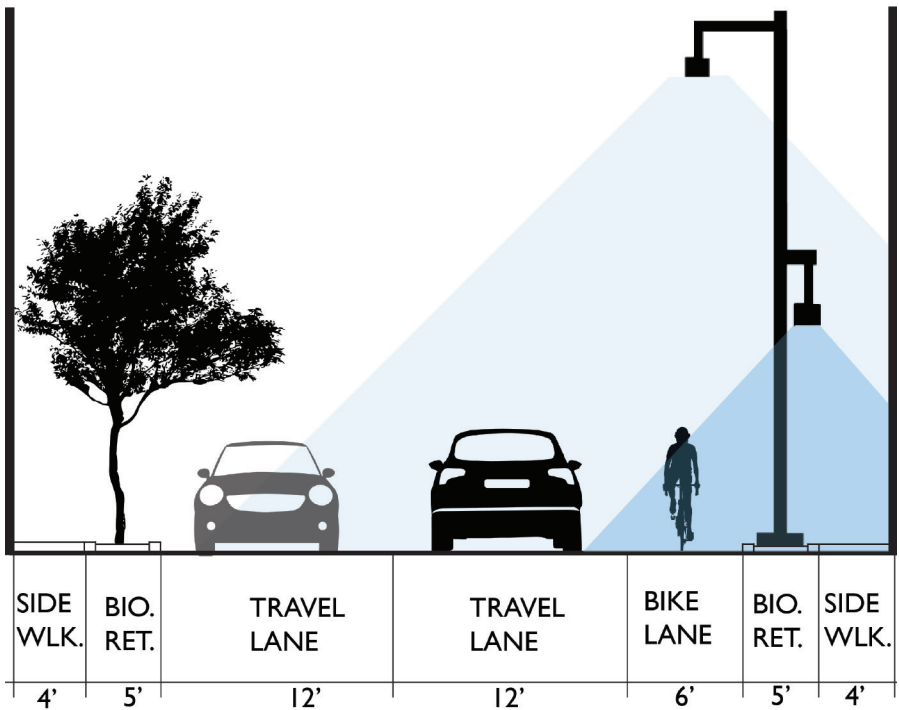 SIDE
WLK.
BIO.
RET.
TRAVEL
LANE
TRAVEL
LANE
BIKE
LANE
BIO.
RET.
SIDE
WLK.
4’ 5’ 12’ 12’ 6’ 5’ 4’